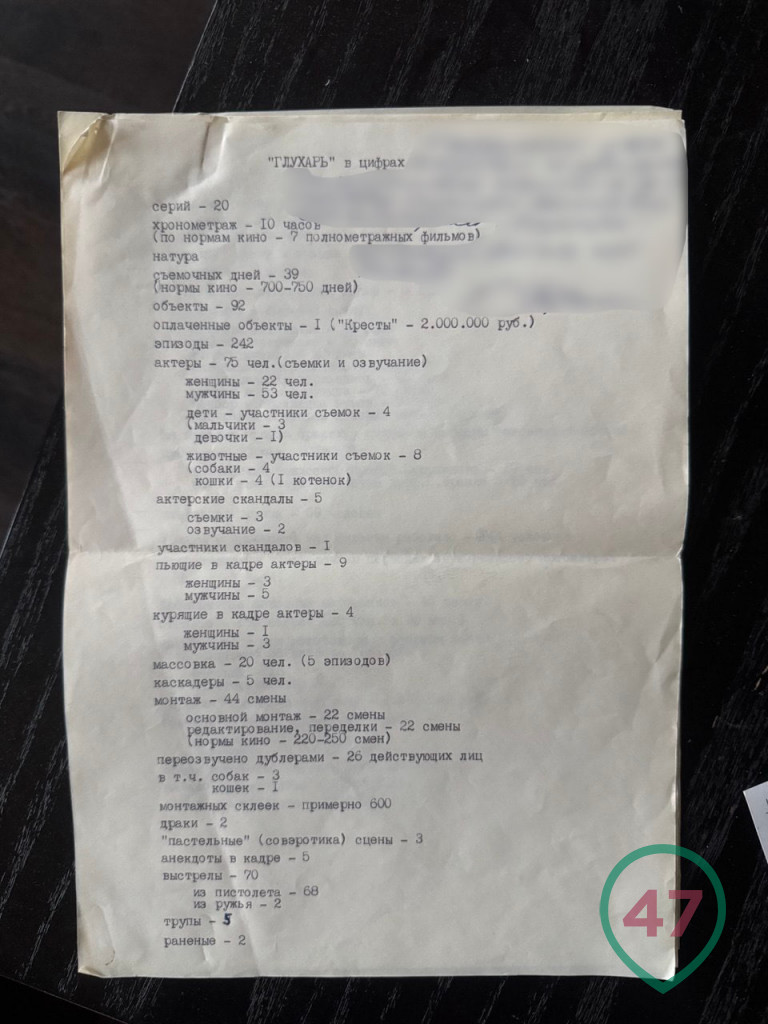 "ГЛУХАРЬ" в цифрах
серий - 20
хронометраж - I0 часов
(по нормам кино - 7 полнометражных фильмов)
натура
съемочных дней - 39
(нормы кино - 700-750 дней)
объекты - 92
оплаченные объекты - I ("Кресты" - 2.000.000 руб.)
эпизоды - 242
актеры - 75 чел.(съемки и озвучание)
женщины - 22 чел.
мужчины - 53 чел.
дети - участники съемок - 4
(мальчики - 3
девочки - I)
животные - участники съемок - 8
(собаки - 4
кошки - 4 (I котенок)
актерские скандалы - 5
съемки - 3
озвучание - 2
участники скандалов - I
пьющие в кадре актеры - 9
женщины - 3
мужчины - 5
курящие в кадре актеры - 4
женщины - I
мужчины - 3
массовка - 20 чел. (5 эпизодов)
каскадеры - 5 чел.
монтаж - 44 смены
основной монтаж - 22 смены
редактирование, переделки - 22 смены
(нормы кино - 220-250 смен)
переозвучено дублерами - 26 действующих лиц
в т.ч. собак - 3
кошек - I
монтажных склеек - примерно 600
драки - 2
"пастельные" (совэротика) сцены - 3
анекдоты в кадре - 5
выстрелы - 70
из пистолета - 68
из ружья - 2
трупы - 5
раненые - 2
47